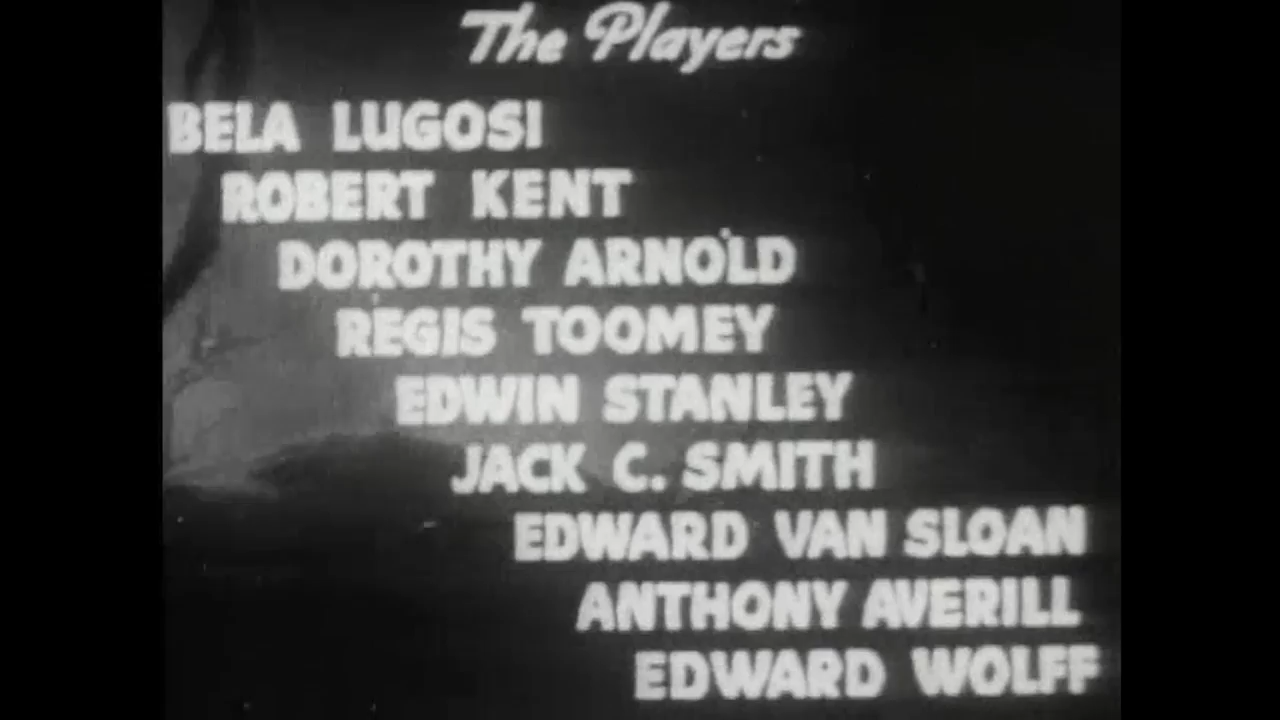 The Players
BELA LUGOSI
ROBERT KENT
DOROTHY ARNOLD
REGIS TOOMEY
EDWIN STANLEY
JACK C. SMITH
EDWARD VAN SLOAN
ANTHONY AVERILL
EDWARD WOLFF